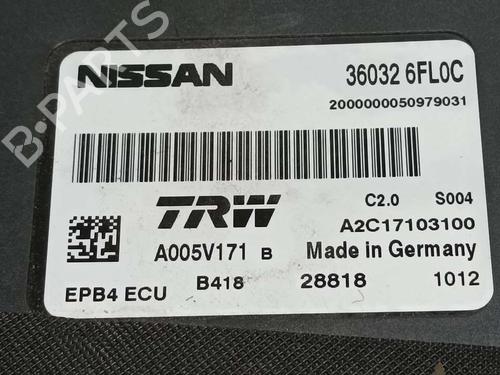 NISSAN 36032 6FL0C
2000000050979031
TRW C2.0 S004
A2C17103100
A005V171 B Made in Germany
EPB4 ECU B418 28818 1012
B-PARTS